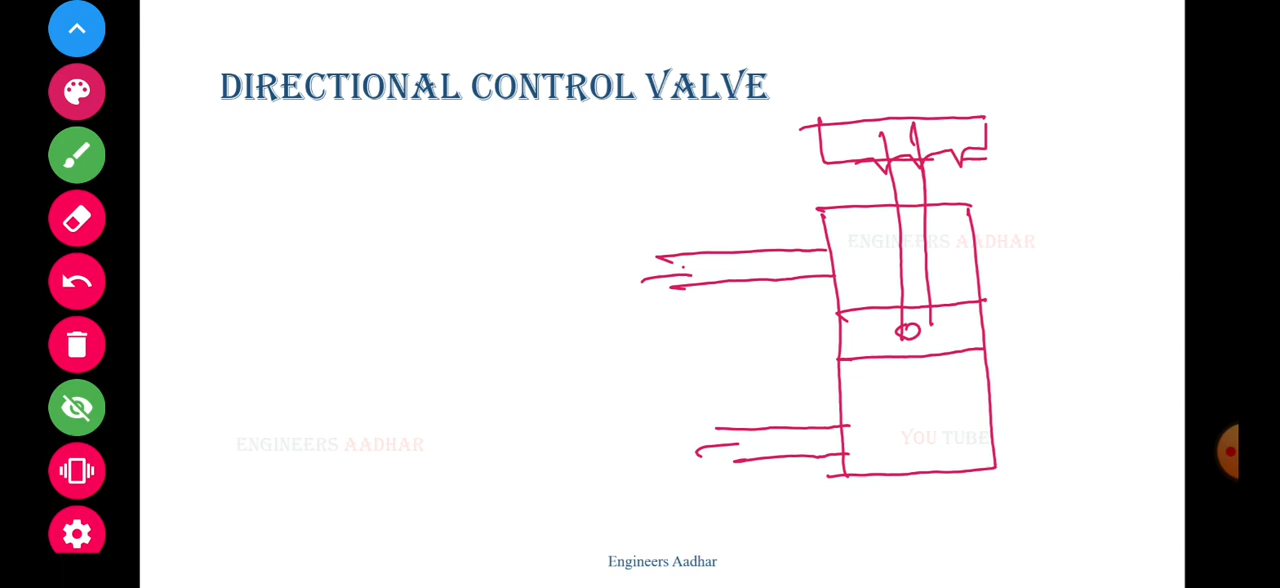 DIRECTIONAL CONTROL VALVE
ENGINEERS AADHAR
ENGINEERS AADHAR
YOU TUBE
Engineers Aadhar